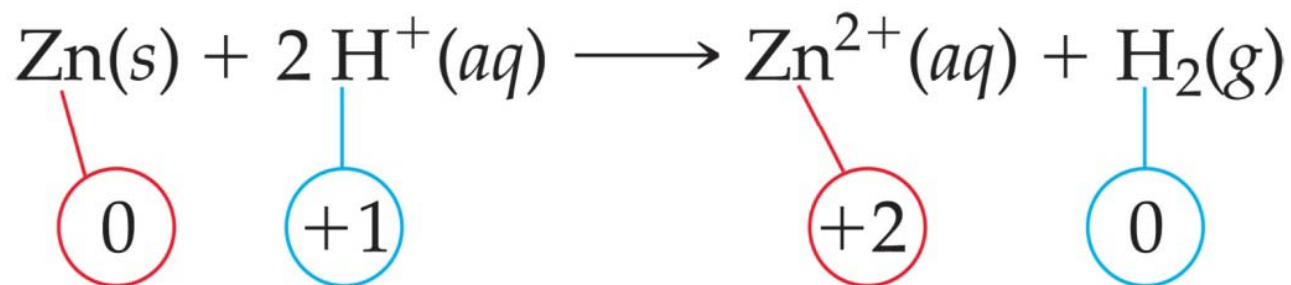 Zn(s) + 2 H⁺(aq) ⟶ Zn²⁺(aq) + H₂(g)
0 +1 +2 0